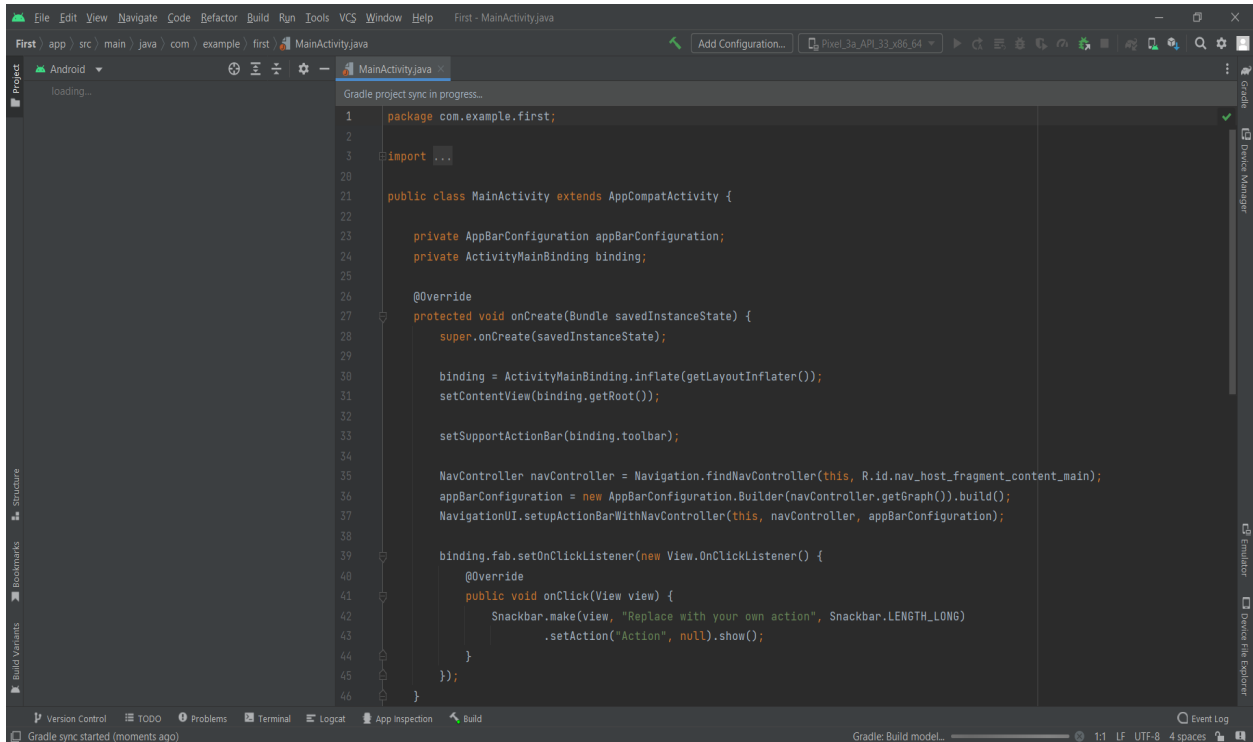 File Edit View Navigate Code Refactor Build Run Tools VCS Window Help First - MainActivity.java
First app src main java com example first MainActivity.java Add Configuration... Pixel_3a_API_33_x86_64
Project
Android
MainActivity.java
loading...
Gradle project sync in progress...
1 package com.example.first;
2
3 import ...
20
21 public class MainActivity extends AppCompatActivity {
22
23 private AppBarConfiguration appBarConfiguration;
24 private ActivityMainBinding binding;
25
26 @Override
27 protected void onCreate(Bundle savedInstanceState) {
28 super.onCreate(savedInstanceState);
29
30 binding = ActivityMainBinding.inflate(getLayoutInflater());
31 setContentView(binding.getRoot());
32
33 setSupportActionBar(binding.toolbar);
34
35 NavController navController = Navigation.findNavController(this, R.id.nav_host_fragment_content_main);
36 appBarConfiguration = new AppBarConfiguration.Builder(navController.getGraph()).build();
37 NavigationUI.setupActionBarWithNavController(this, navController, appBarConfiguration);
38
39 binding.fab.setOnClickListener(new View.OnClickListener() {
40 @Override
41 public void onClick(View view) {
42 Snackbar.make(view, "Replace with your own action", Snackbar.LENGTH_LONG)
43 .setAction("Action", null).show();
44 }
45 });
46 }
Structure
Bookmarks
Build Variants
Gradle
Device Manager
Emulator
Device File Explorer
Version Control TODO Problems Terminal Logcat App Inspection Build Event Log
Gradle sync started (moments ago) Gradle: Build model... 1:1 LF UTF-8 4 spaces